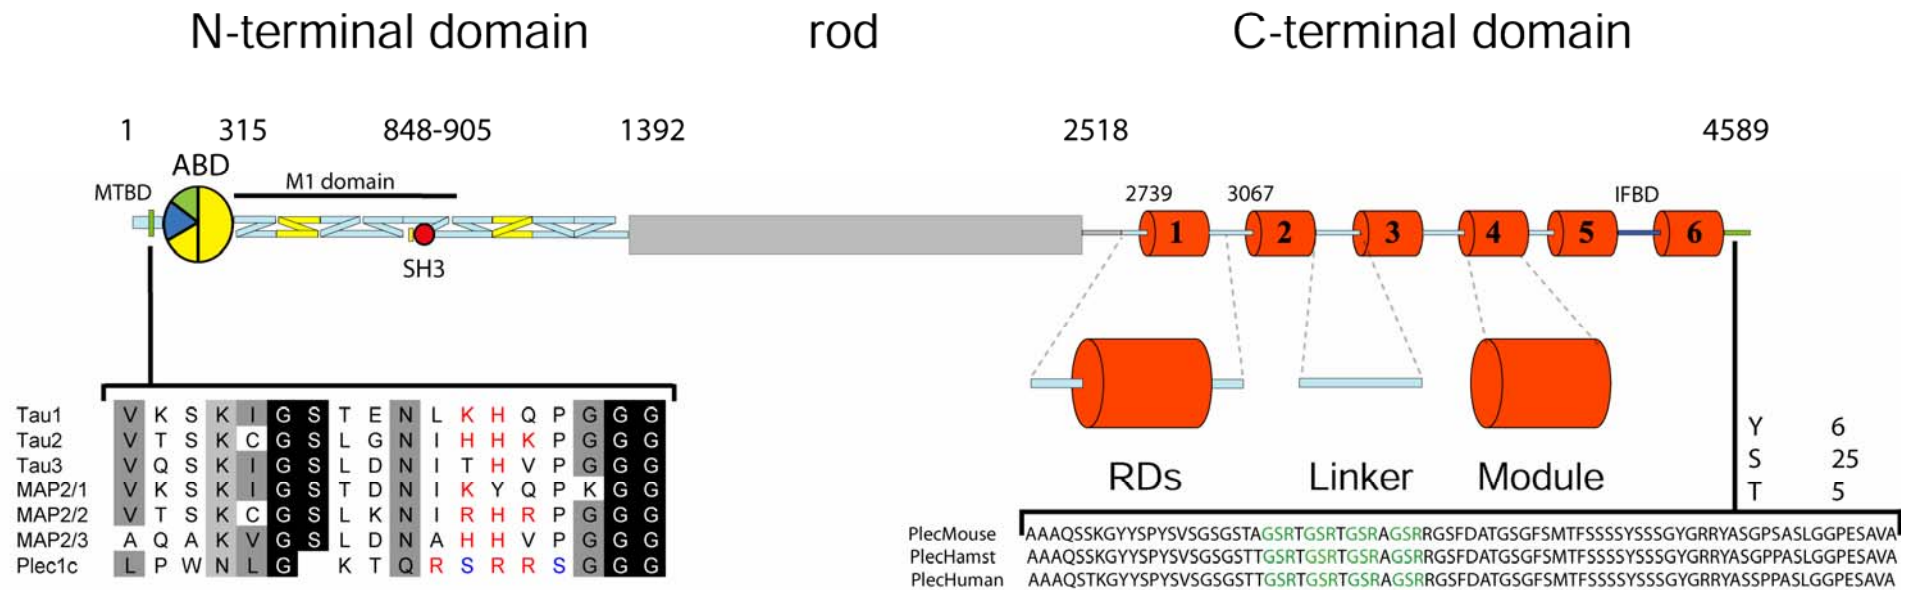 N-terminal domain rod C-terminal domain
1 315 848-905 1392 2518 4589
ABD
MTBD M1 domain 2739 3067 IFBD
1 2 3 4 5 6
SH3
RDs Linker Module
Y 6
S 25
T 5
Tau1 V K S K I G S T E N L K H Q P G G G
Tau2 V T S K C G S L G N I H H K P G G G
Tau3 V Q S K I G S L D N I T H V P G G G
MAP2/1 V K S K I G S T D N I K Y Q P K G G
MAP2/2 V T S K C G S L K N I R H R P G G G
MAP2/3 A Q A K V G S L D N A H H V P G G G
Plec1c L P W N L G K T Q R S R R S G G G
PlecMouse AAAQSSKGYYSPYSVSGSGSTAGSRTGSRTGSRAGSRRGSFDATGSGFSMTFSSSSYSSSGYGRRYASGPSASLGGPESAVA
PlecHamst AAAQSSKGYYSPYSVSGSGSTTGSRTGSRTGSRAGSRRGSFDATGSGFSMTFSSSSYSSSGYGRRYASGPPASLGGPESAVA
PlecHuman AAAQSTKGYYSPYSVSGSGSTTGSRTGSRTGSRAGSRRGSFDATGSGFSMTFSSSSYSSSGYGRRYASSPPASLGGPESAVA